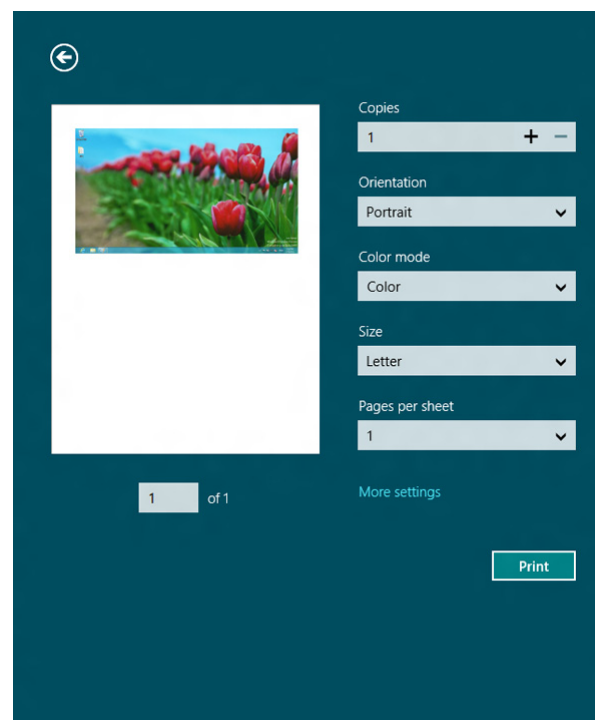 Copies
1
Orientation
Portrait
Color mode
Color
Size
Letter
Pages per sheet
1
1 of 1
More settings
Print